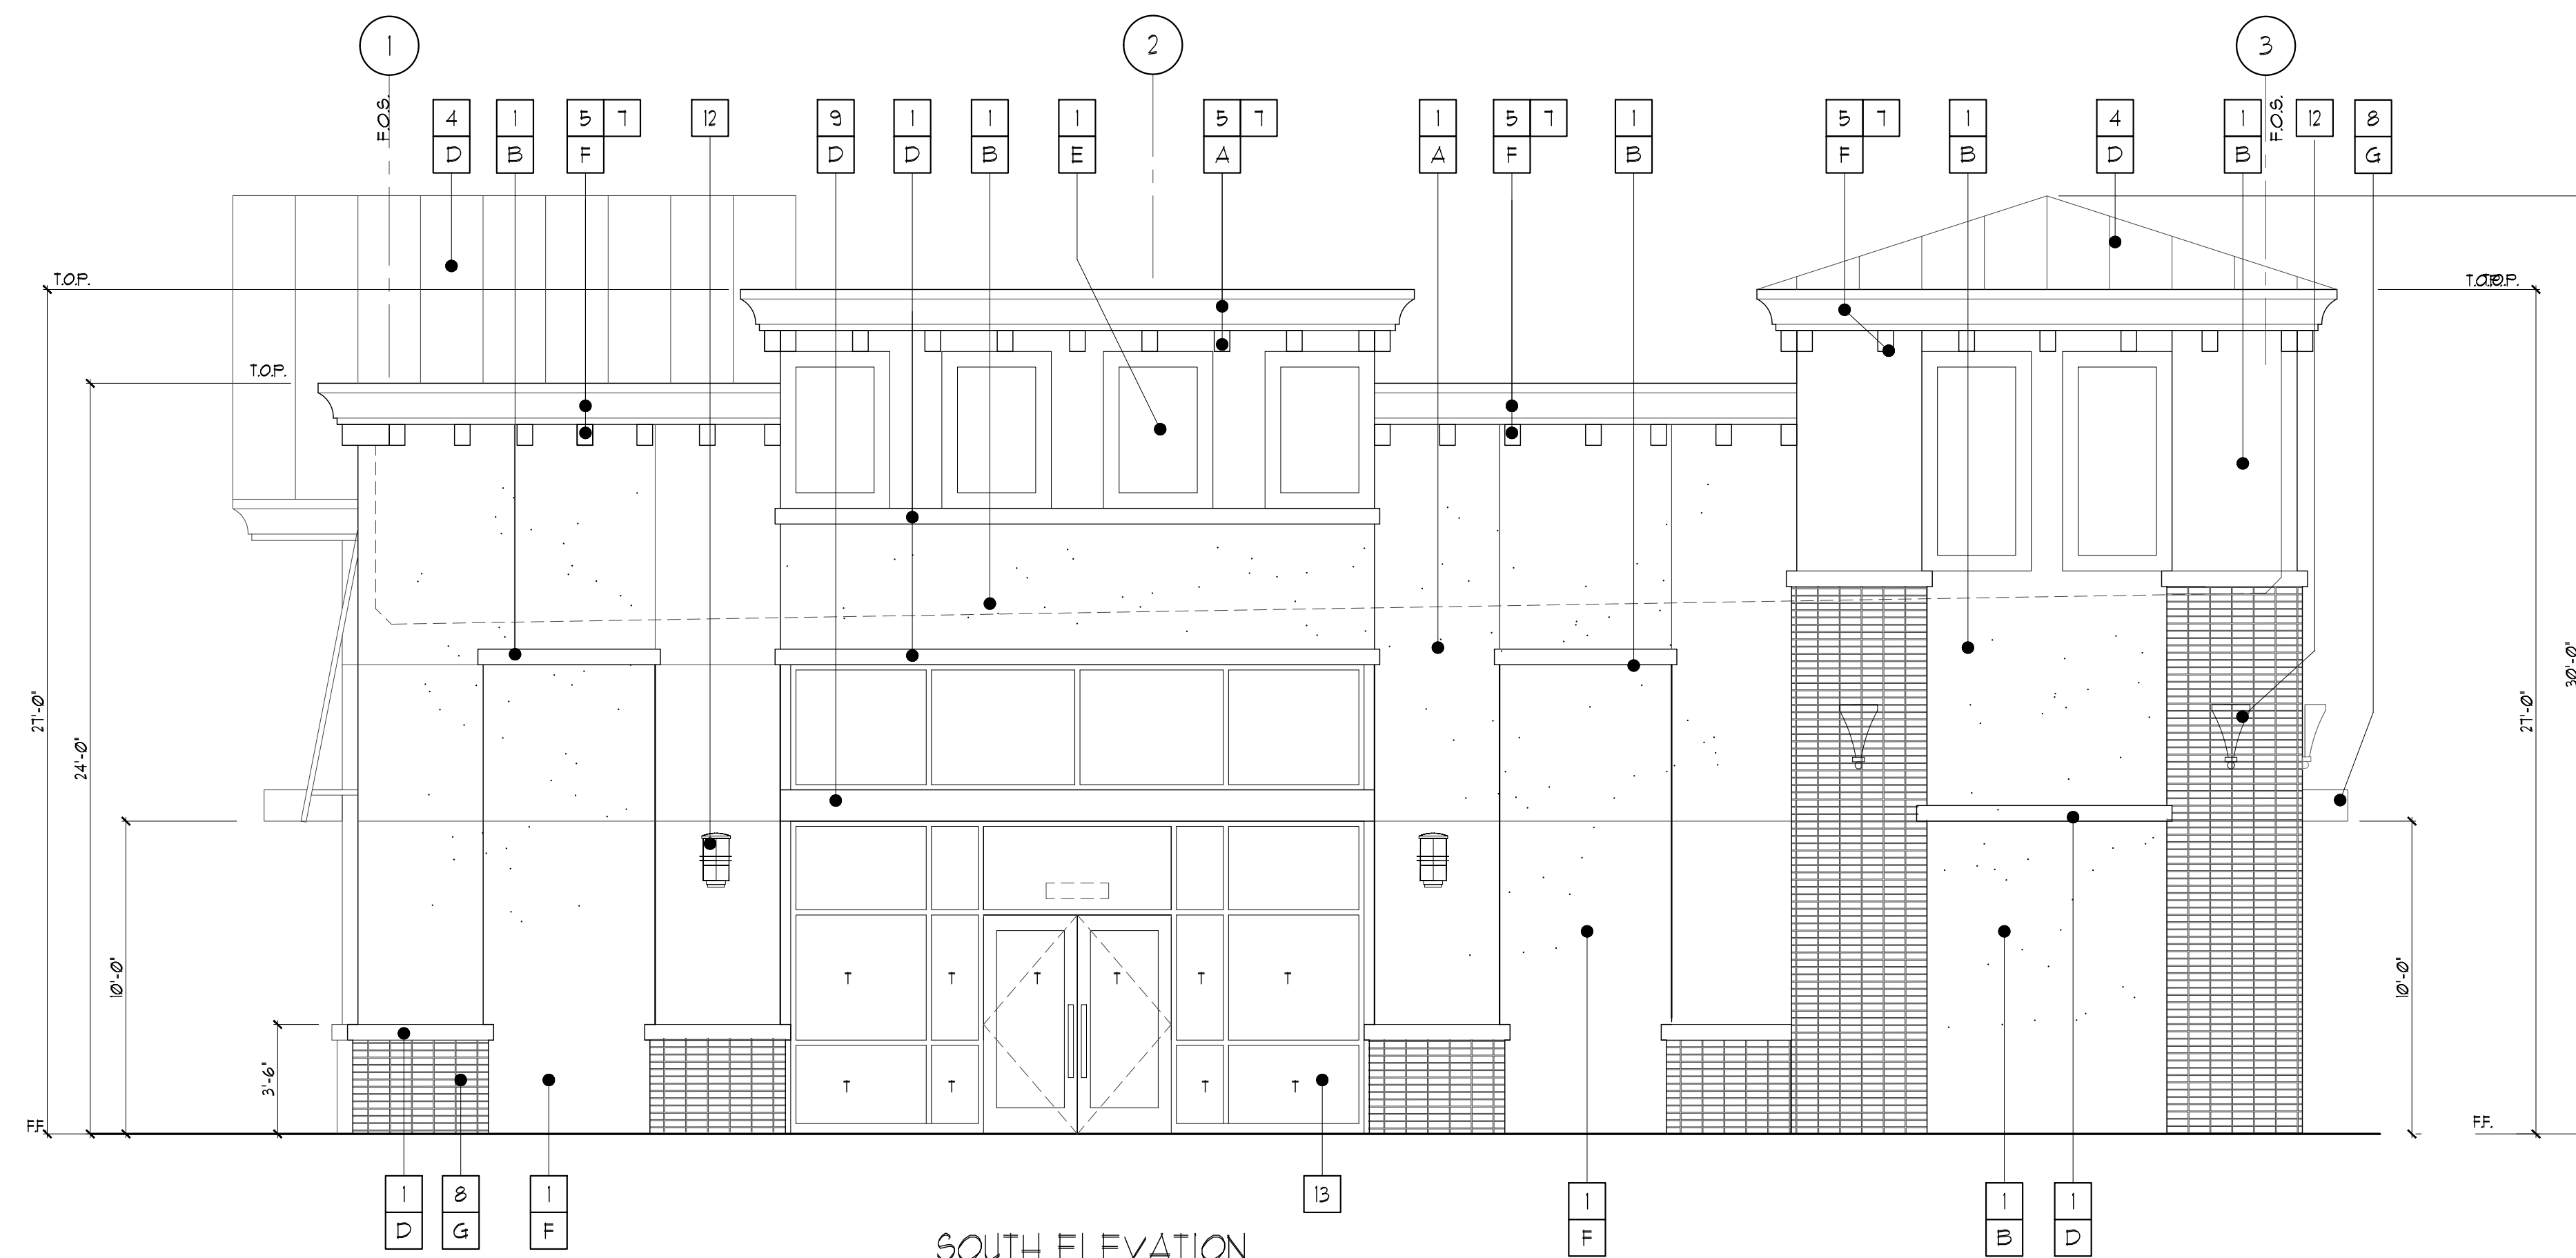 1 2 3
F.O.S. F.O.S.
4 1 5 7 12 9 1 1 1 5 7 1 5 7 1 5 7 1 4 1 12 8
D B F D D B E A A F B F B D B G
T.O.P. T.O.P.
T.O.P.
27'-0" 24'-0" 10'-0" 3'-6" 10'-0" 27'-0" 30'-0"
T T T T T T
T T T T
F.F. F.F.
1 8 1 13 1 1 1
D G F F B D
SOUTH ELEVATION